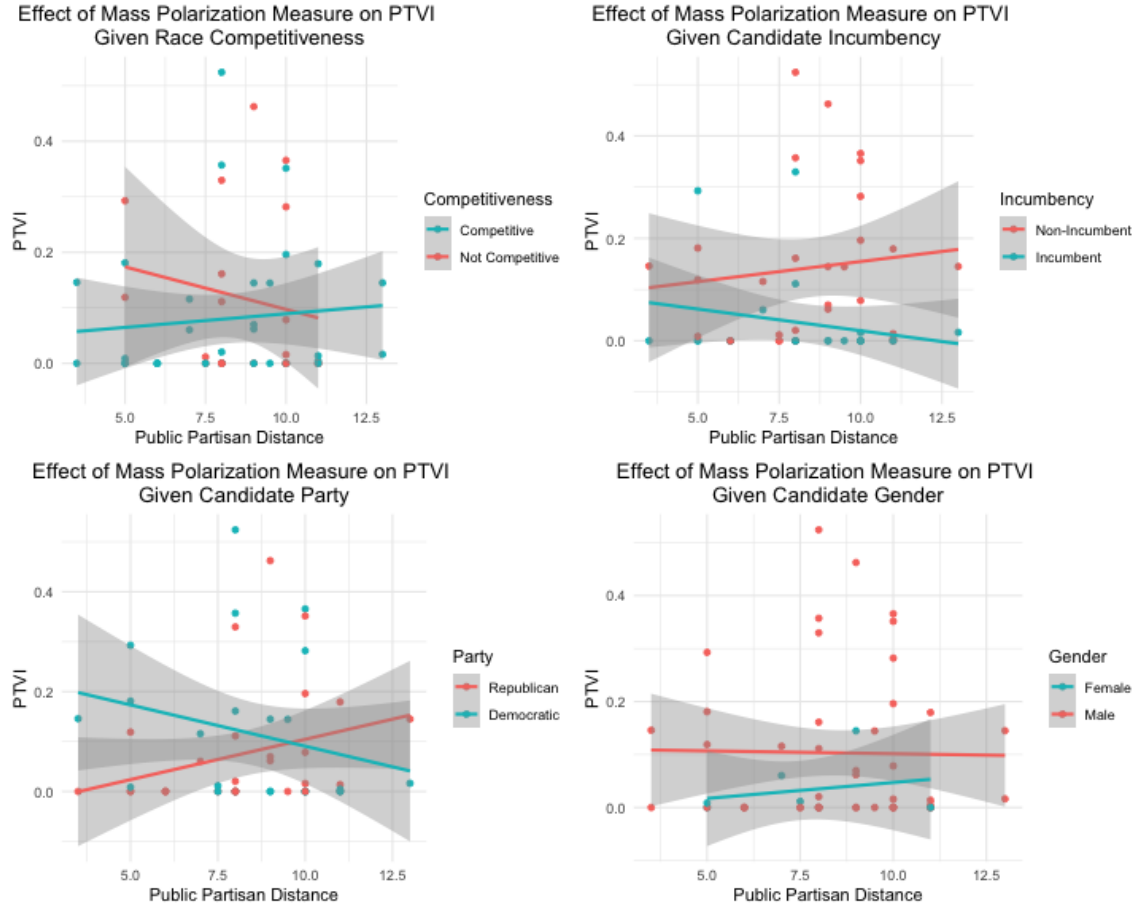 Effect of Mass Polarization Measure on PTVI
Given Race Competitiveness
0.4
0.2
0.0
PTVI
5.0 7.5 10.0 12.5
Public Partisan Distance
Competitiveness
Competitive
Not Competitive
Effect of Mass Polarization Measure on PTVI
Given Candidate Incumbency
0.4
0.2
0.0
PTVI
5.0 7.5 10.0 12.5
Public Partisan Distance
Incumbency
Non-Incumbent
Incumbent
Effect of Mass Polarization Measure on PTVI
Given Candidate Party
0.4
0.2
0.0
PTVI
5.0 7.5 10.0 12.5
Public Partisan Distance
Party
Republican
Democratic
Effect of Mass Polarization Measure on PTVI
Given Candidate Gender
0.4
0.2
0.0
PTVI
5.0 7.5 10.0 12.5
Public Partisan Distance
Gender
Female
Male